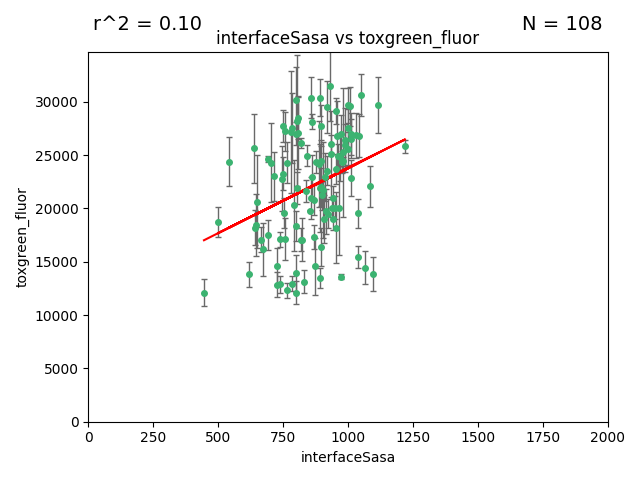 r^2 = 0.10
N = 108
interfaceSasa vs toxgreen_fluor
toxgreen_fluor
30000
25000
20000
15000
10000
5000
0
0 250 500 750 1000 1250 1500 1750 2000
interfaceSasa